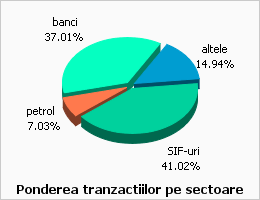 banci
37.01%
altele
14.94%
petrol
7.03%
SIF-uri
41.02%
Ponderea tranzactiilor pe sectoare